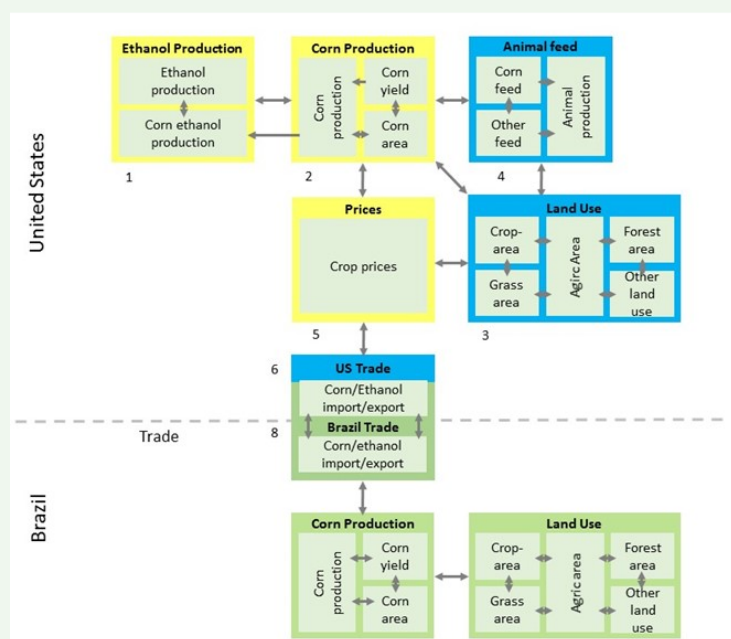 United States
Ethanol Production
Ethanol
production
Corn ethanol
production
1
Corn Production
Corn
production
Corn
yield
Corn
area
2
Animal feed
Corn
feed
Other
feed
Animal
production
4
Prices
Crop prices
5
Land Use
Crop-
area
Grass
area
Agirc Area
Forest
area
Other
land
use
3
6
US Trade
Corn/Ethanol
import/export
Trade
8
Brazil Trade
Corn/ethanol
import/export
Brazil
Corn Production
Corn
production
Corn
yield
Corn
area
Land Use
Crop-
area
Grass
area
Agric area
Forest
area
Other
land
use